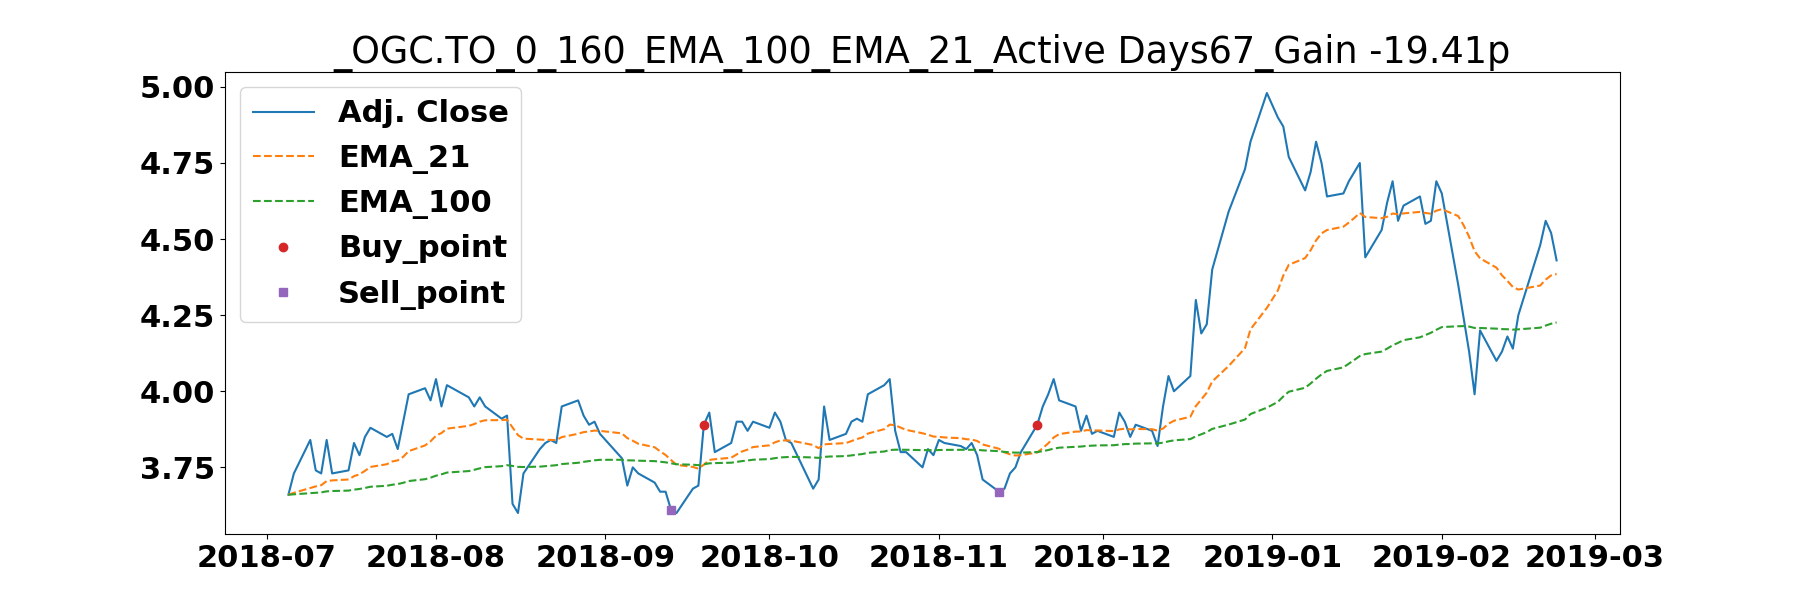 _OGC.TO_0_160_EMA_100_EMA_21_Active Days67_Gain -19.41p
5.00
4.75
4.50
4.25
4.00
3.75
Adj. Close
EMA_21
EMA_100
Buy_point
Sell_point
2018-07 2018-08 2018-09 2018-10 2018-11 2018-12 2019-01 2019-02 2019-03